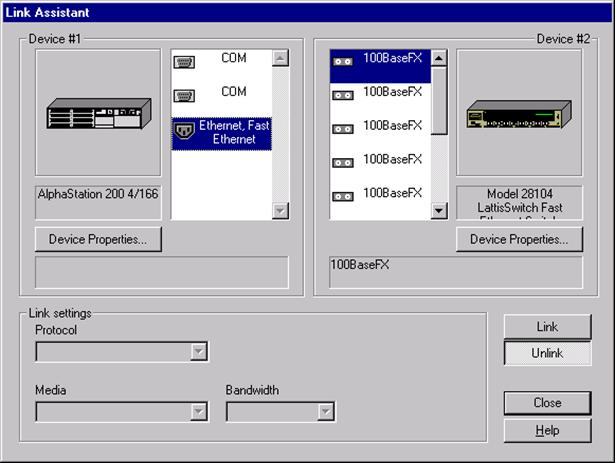 Link Assistant
Device #1
COM
COM
Ethernet, Fast
Ethernet
AlphaStation 200 4/166
Device Properties...
Device #2
100BaseFX
100BaseFX
100BaseFX
100BaseFX
100BaseFX
Model 28104
LattisSwitch Fast
Device Properties...
100BaseFX
Link settings
Protocol
Media
Bandwidth
Link
Unlink
Close
Help